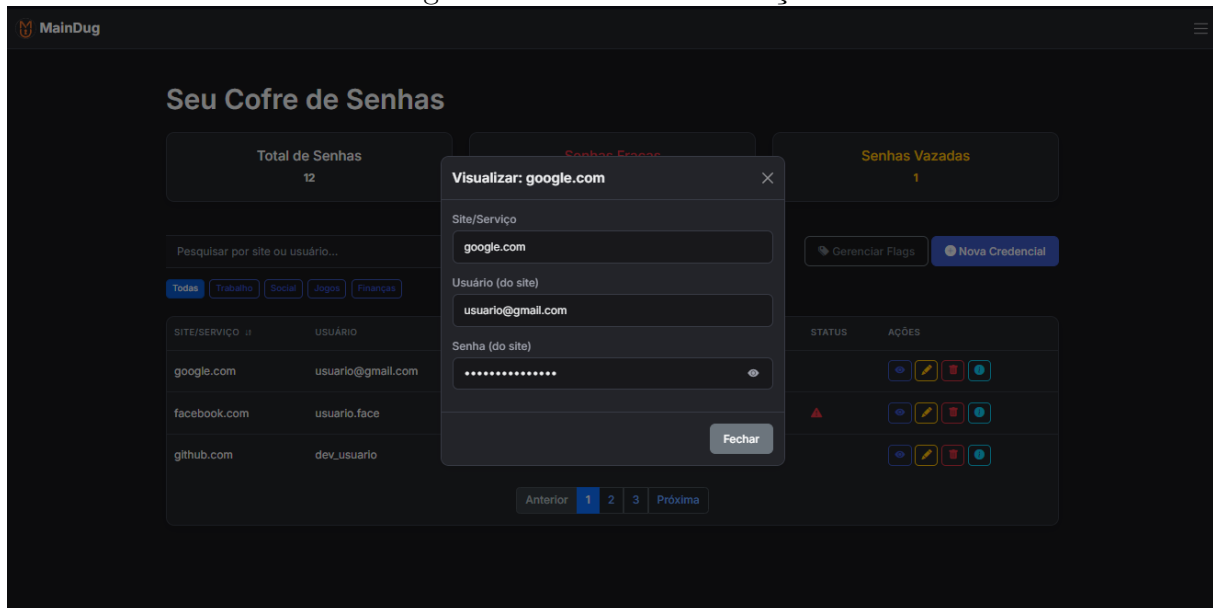 MainDug
Seu Cofre de Senhas
Total de Senhas
12
Senhas Fracas
Senhas Vazadas
1
Pesquisar por site ou usuário...
Gerenciar Flags
Nova Credencial
Todas Trabalho Social Jogos Finanças
SITE/SERVIÇO USUÁRIO STATUS AÇÕES
google.com usuario@gmail.com
facebook.com usuario.face
github.com dev_usuario
Anterior 1 2 3 Próxima
Visualizar: google.com
Site/Serviço
google.com
Usuário (do site)
usuario@gmail.com
Senha (do site)
•••••••••••••••
Fechar